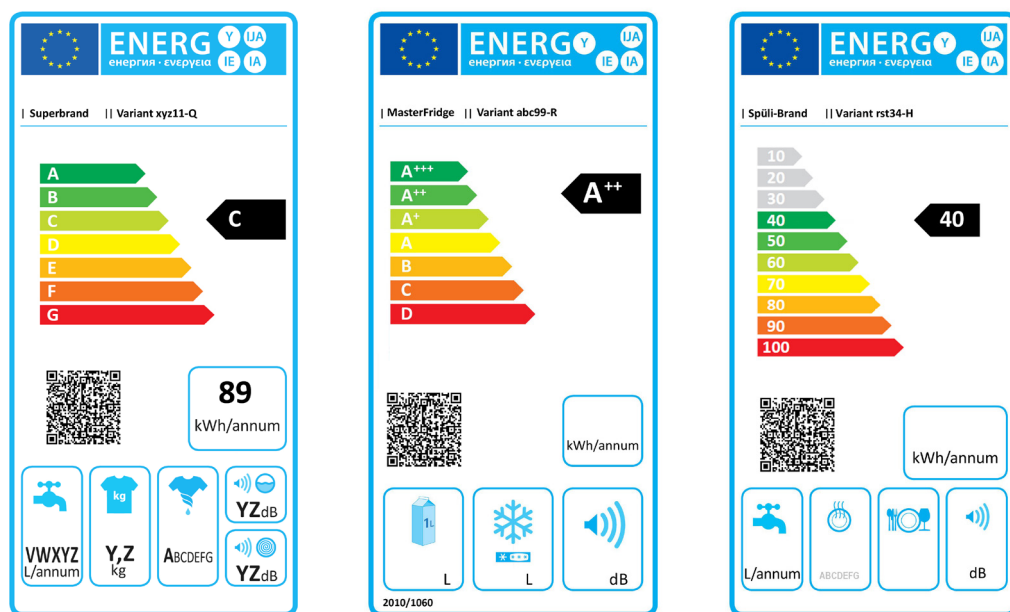 ENERG Y IJA
енергия · ενεργεια IE IA
| Superbrand || Variant xyz11-Q
A
B
C
D
E
F
G
C
89
kWh/annum
VWXYZ
L/annum
kg
Y,Z
kg
ABCDEFG
YZdB
YZdB
ENERG Y IJA
енергия · ενεργεια IE IA
| MasterFridge || Variant abc99-R
A+++
A++
A+
A
B
C
D
A++
kWh/annum
1L
L
L
dB
2010/1060
ENERG Y IJA
енергия · ενεργεια IE IA
| Spüli-Brand || Variant rst34-H
10
20
30
40
50
60
70
80
90
100
40
kWh/annum
L/annum
ABCDEFG
dB